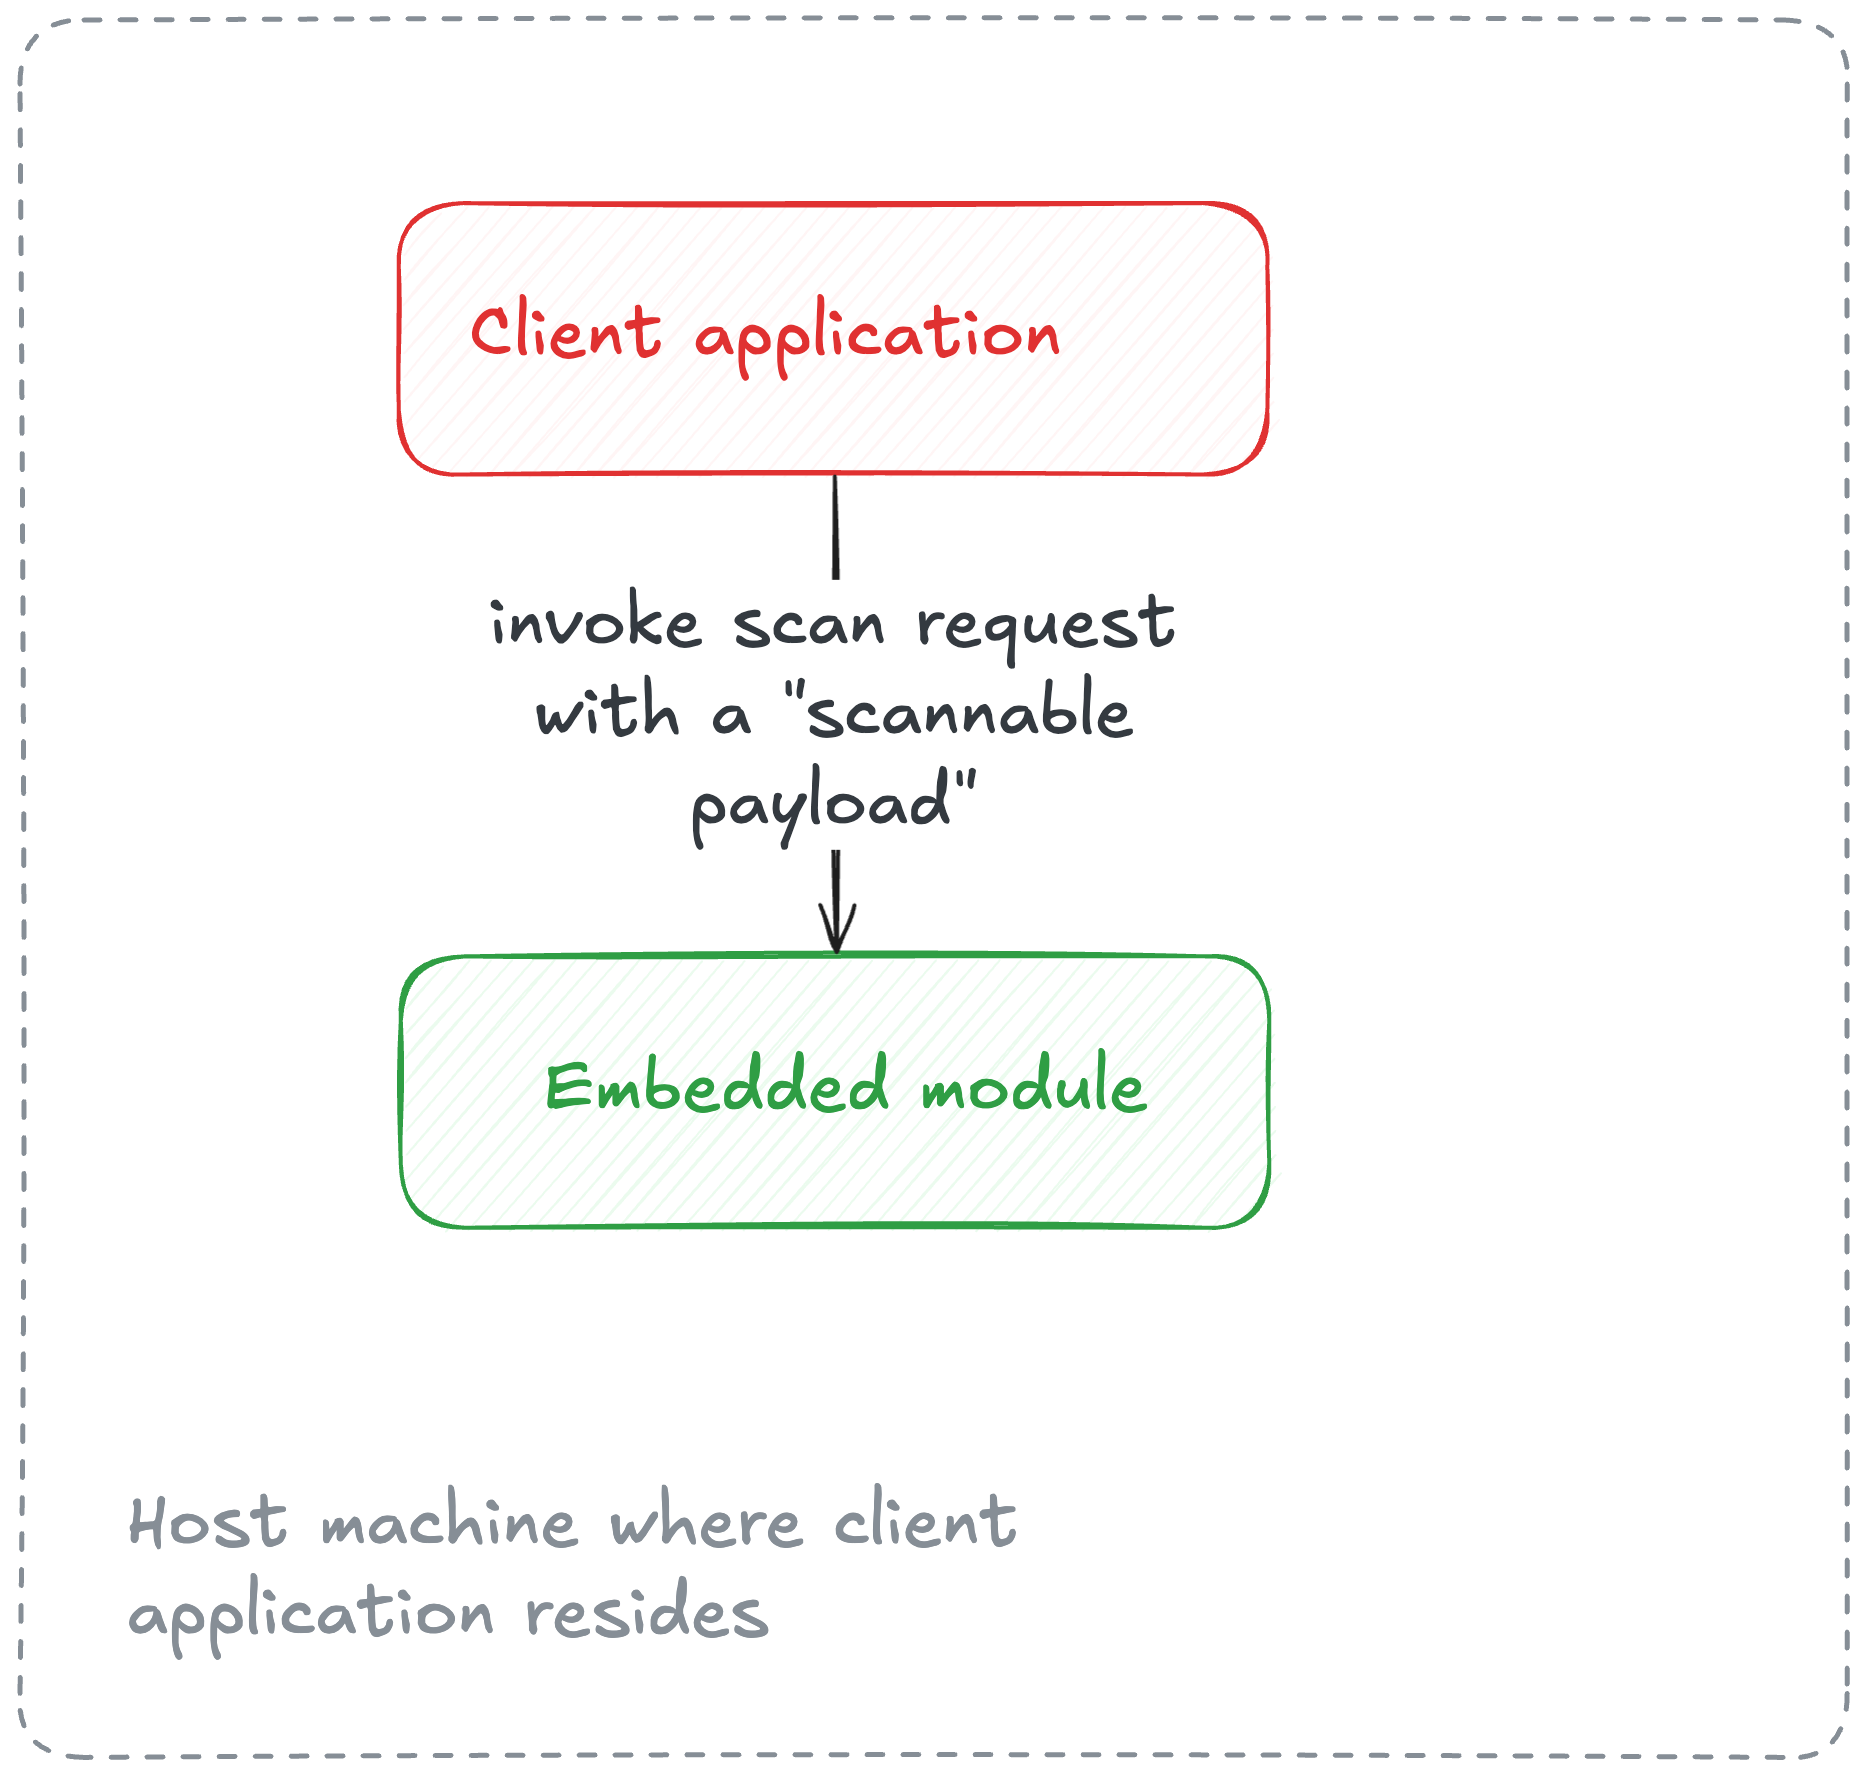 Client application
invoke scan request
with a "scannable
payload"
Embedded module
Host machine where client
application resides